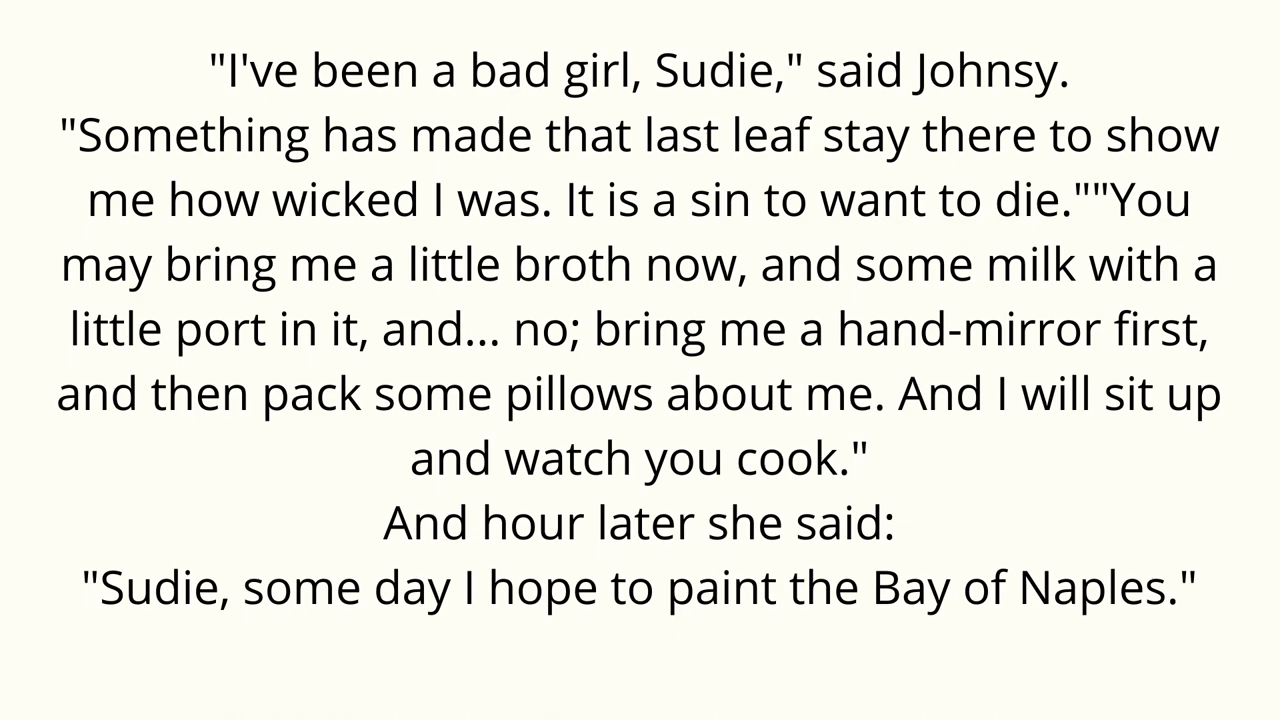 "I've been a bad girl, Sudie," said Johnsy.
"Something has made that last leaf stay there to show
me how wicked I was. It is a sin to want to die.""You
may bring me a little broth now, and some milk with a
little port in it, and... no; bring me a hand-mirror first,
and then pack some pillows about me. And I will sit up
and watch you cook."
And hour later she said:
"Sudie, some day I hope to paint the Bay of Naples."